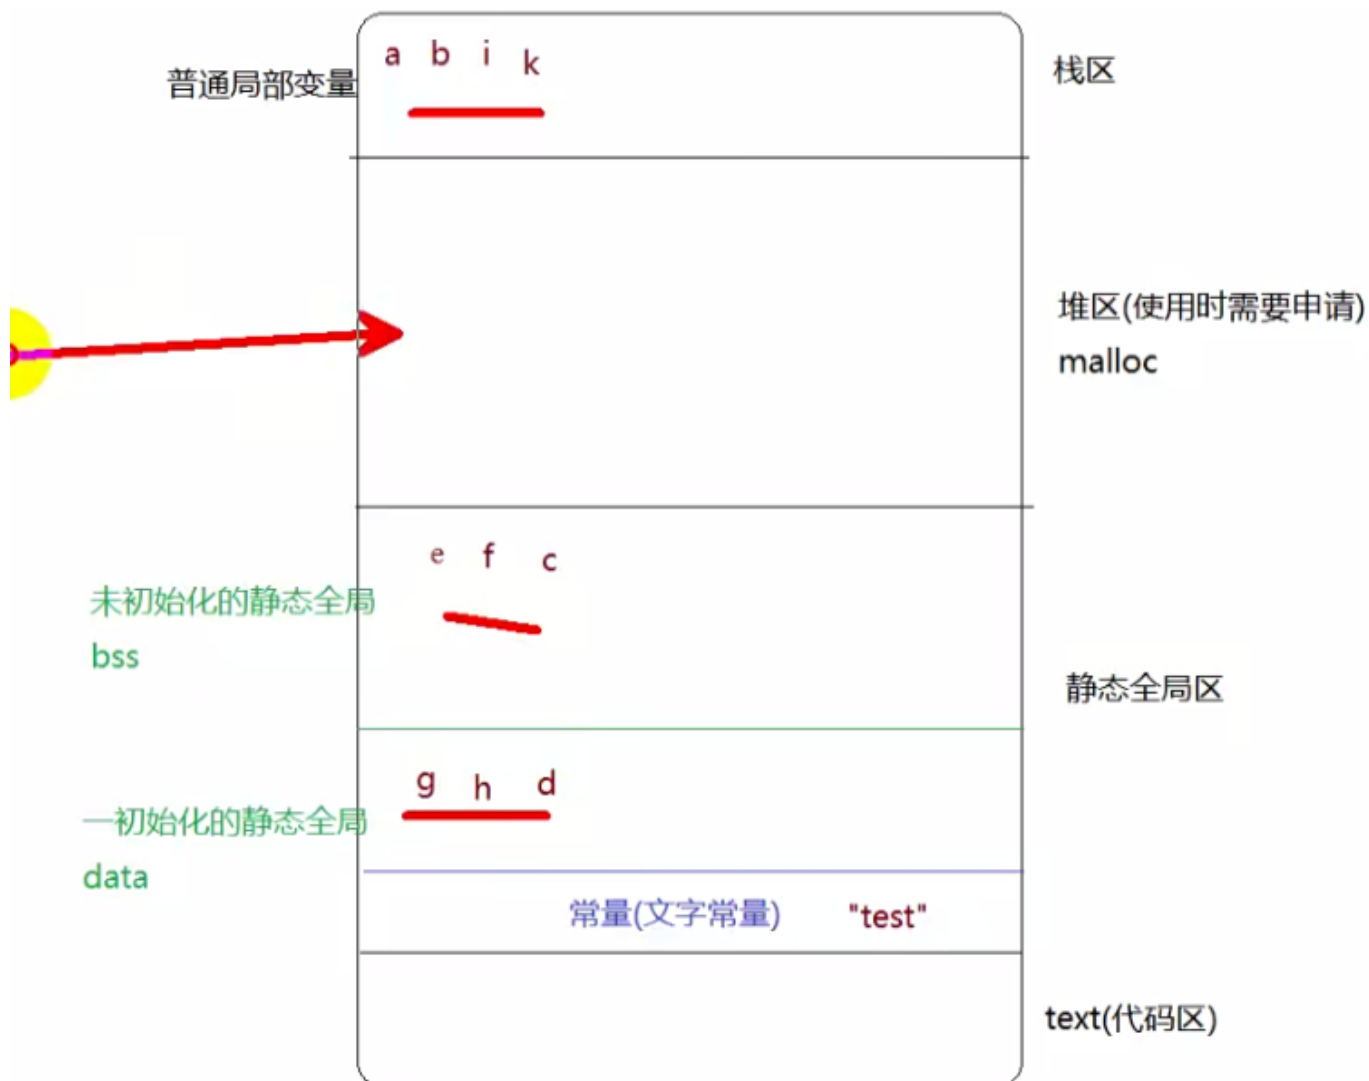 a b i k
普通局部变量
栈区
堆区(使用时需要申请)
malloc
e f c
未初始化的静态全局
bss
静态全局区
g h d
一初始化的静态全局
data
常量(文字常量) "test"
text(代码区)